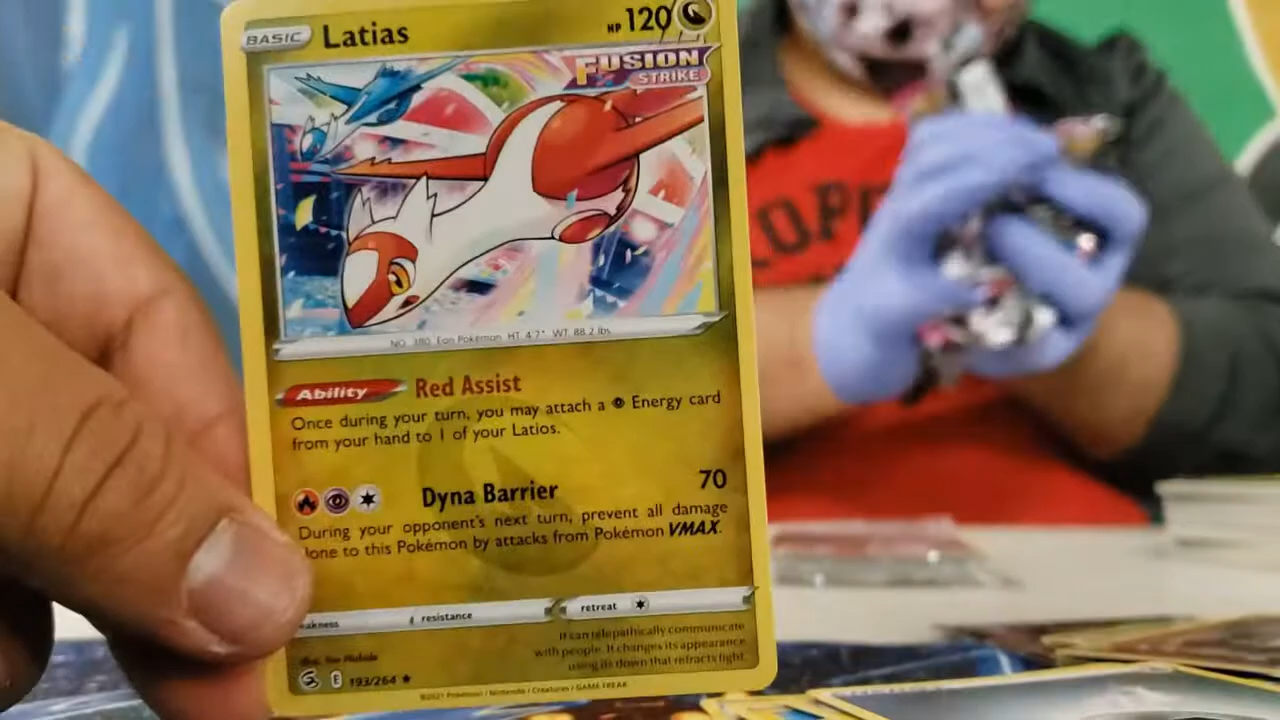 BASIC Latias HP 120
FUSION
STRIKE
NO. 380 Eon Pokémon HT 4'7" WT 88.2 lbs
Ability Red Assist
Once during your turn, you may attach a Energy card
from your hand to 1 of your Latios.
Dyna Barrier 70
During your opponent's next turn, prevent all damage
done to this Pokémon by attacks from Pokémon VMAX.
resistance retreat
It can telepathically communicate
with people. It changes its appearance
using its down that refracts light.
E 193/264 ★
©2021 Pokémon / Nintendo / Creatures / GAME FREAK